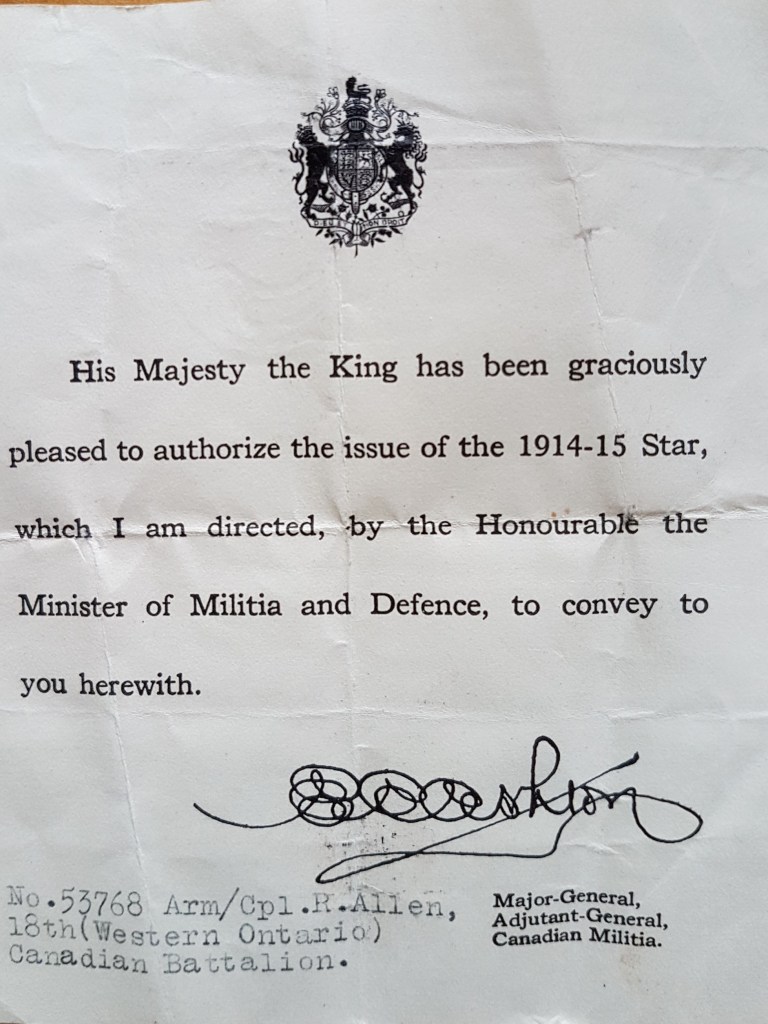 His Majesty the King has been graciously
pleased to authorize the issue of the 1914-15 Star,
which I am directed, by the Honourable the
Minister of Militia and Defence, to convey to
you herewith.
No.53768 Arm/Cpl.R.Allen,
18th(Western Ontario)
Canadian Battalion.
Major-General,
Adjutant-General,
Canadian Militia.